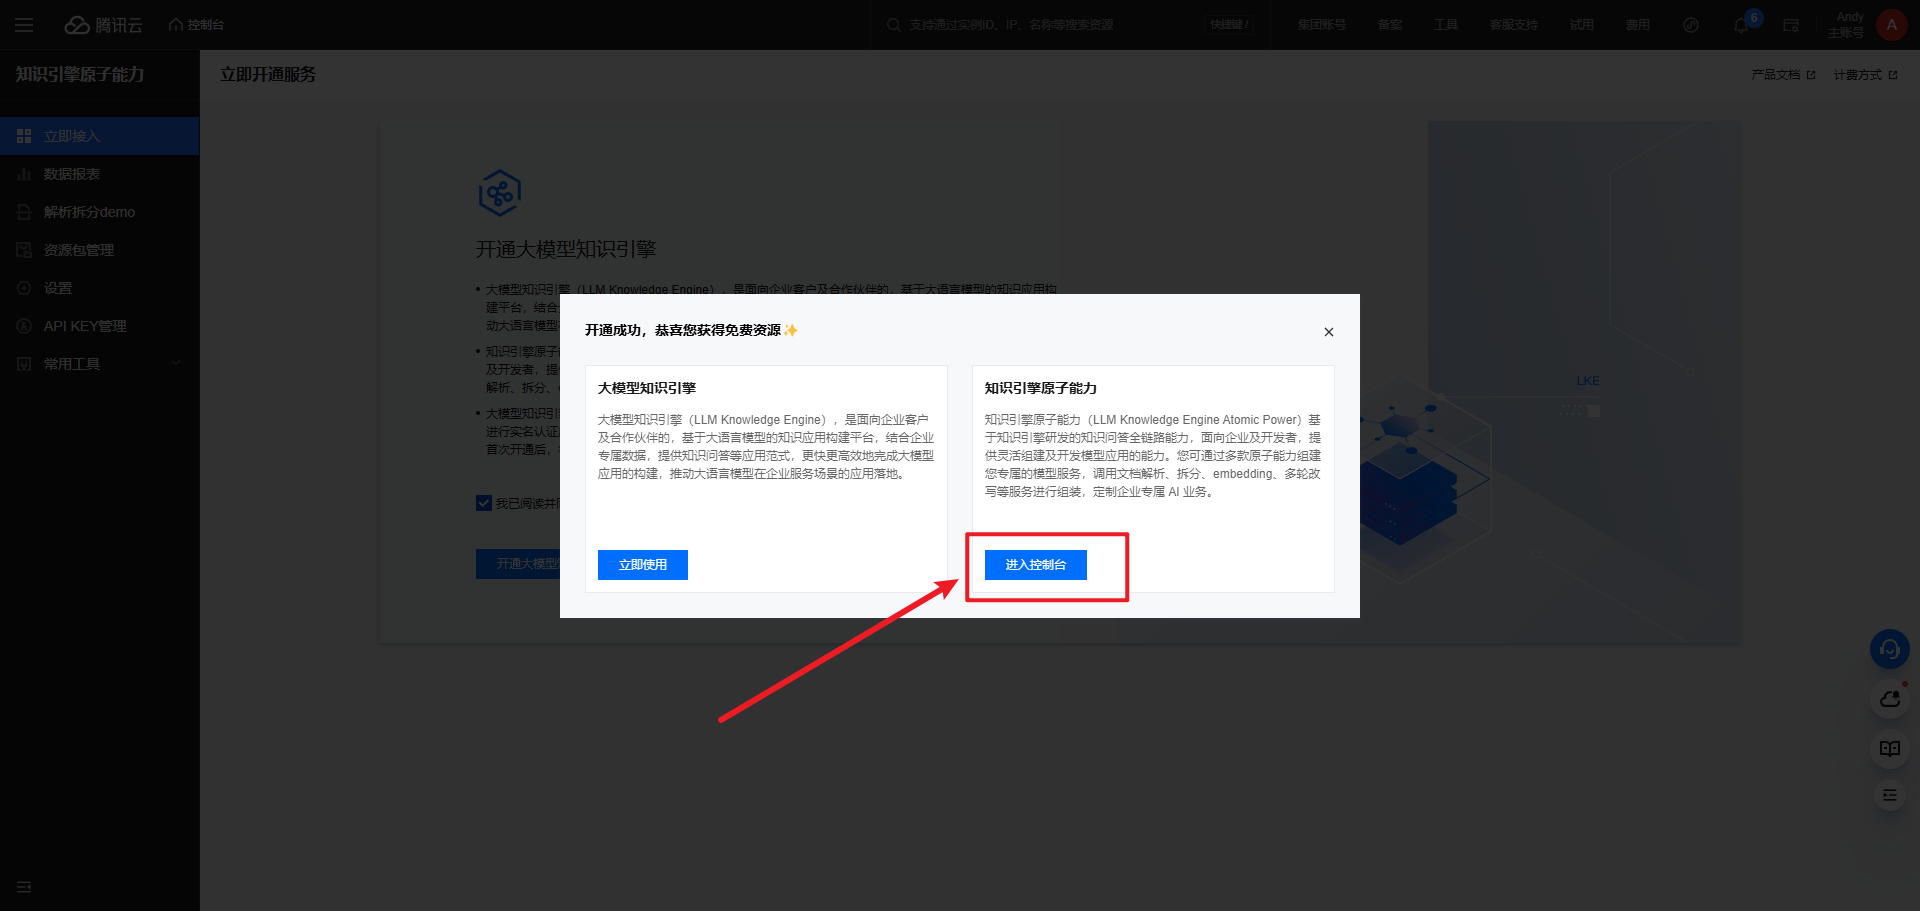 腾讯云
控制台
支持通过实例ID、IP、名称等搜索资源
快捷键 /
集团账号
备案
工具
客服支持
试用
费用
6
Andy
主账号
A
知识引擎原子能力
立即开通服务
产品文档
计费方式
立即接入
数据报表
解析拆分demo
资源包管理
设置
API KEY管理
常用工具
开通大模型知识引擎
• 大模型知识引擎（LLM Knowledge Engine），是面向企业客户及合作伙伴的，基于大语言模型的知识应用构
建平台，结合
动大语言模型
• 知识引擎原子
及开发者，提
解析、拆分、
• 大模型知识引
进行实名认证
首次开通后，
我已阅读并
开通大模型
LKE
开通成功，恭喜您获得免费资源✨
大模型知识引擎
大模型知识引擎（LLM Knowledge Engine），是面向企业客户
及合作伙伴的，基于大语言模型的知识应用构建平台，结合企业
专属数据，提供知识问答等应用范式，更快更高效地完成大模型
应用的构建，推动大语言模型在企业服务场景的应用落地。
立即使用
知识引擎原子能力
知识引擎原子能力（LLM Knowledge Engine Atomic Power）基
于知识引擎研发的知识问答全链路能力，面向企业及开发者，提
供灵活组建及开发模型应用的能力。您可通过多款原子能力组建
您专属的模型服务，调用文档解析、拆分、embedding、多轮改
写等服务进行组装，定制企业专属 AI 业务。
进入控制台